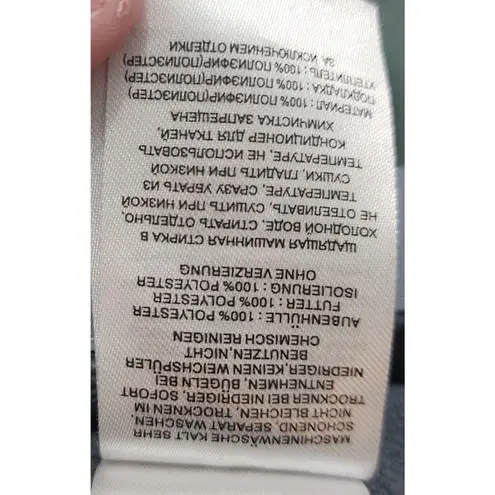 MASCHINENWÄSCHE KALT SEHR
SCHONEND, SEPARAT WASCHEN,
NICHT BLEICHEN, TROCKNEN IM
TROCKNER BEI NIEDRIGER, SOFORT
ENTNEHMEN, BÜGELN BEI
NIEDRIGER, KEINEN WEICHSPÜLER
BENUTZEN, NICHT
CHEMISCH REINIGEN
AUßENHÜLLE : 100% POLYESTER
FUTTER : 100% POLYESTER
ISOLIERUNG : 100% POLYESTER
OHNE VERZIERUNG
ЩАДЯЩАЯ МАШИННАЯ СТИРКА В
ХОЛОДНОЙ ВОДЕ, СТИРАТЬ ОТДЕЛЬНО,
НЕ ОТБЕЛИВАТЬ, СУШИТЬ ПРИ НИЗКОЙ
ТЕМПЕРАТУРЕ, СРАЗУ УБРАТЬ ИЗ
СУШКИ, ГЛАДИТЬ ПРИ НИЗКОЙ
ТЕМПЕРАТУРЕ, НЕ ИСПОЛЬЗОВАТЬ
КОНДИЦИОНЕР ДЛЯ ТКАНЕЙ,
ХИМЧИСТКА ЗАПРЕЩЕНА
МАТЕРИАЛ: 100% ПОЛИЭФИР(ПОЛИЭСТЕР)
ПОДКЛАДКА : 100% ПОЛИЭФИР(ПОЛИЭСТЕР)
УТЕПЛИТЕЛЬ : 100% ПОЛИЭФИР(ПОЛИЭСТЕР)
ЗА ИСКЛЮЧЕНИЕМ ОТДЕЛКИ